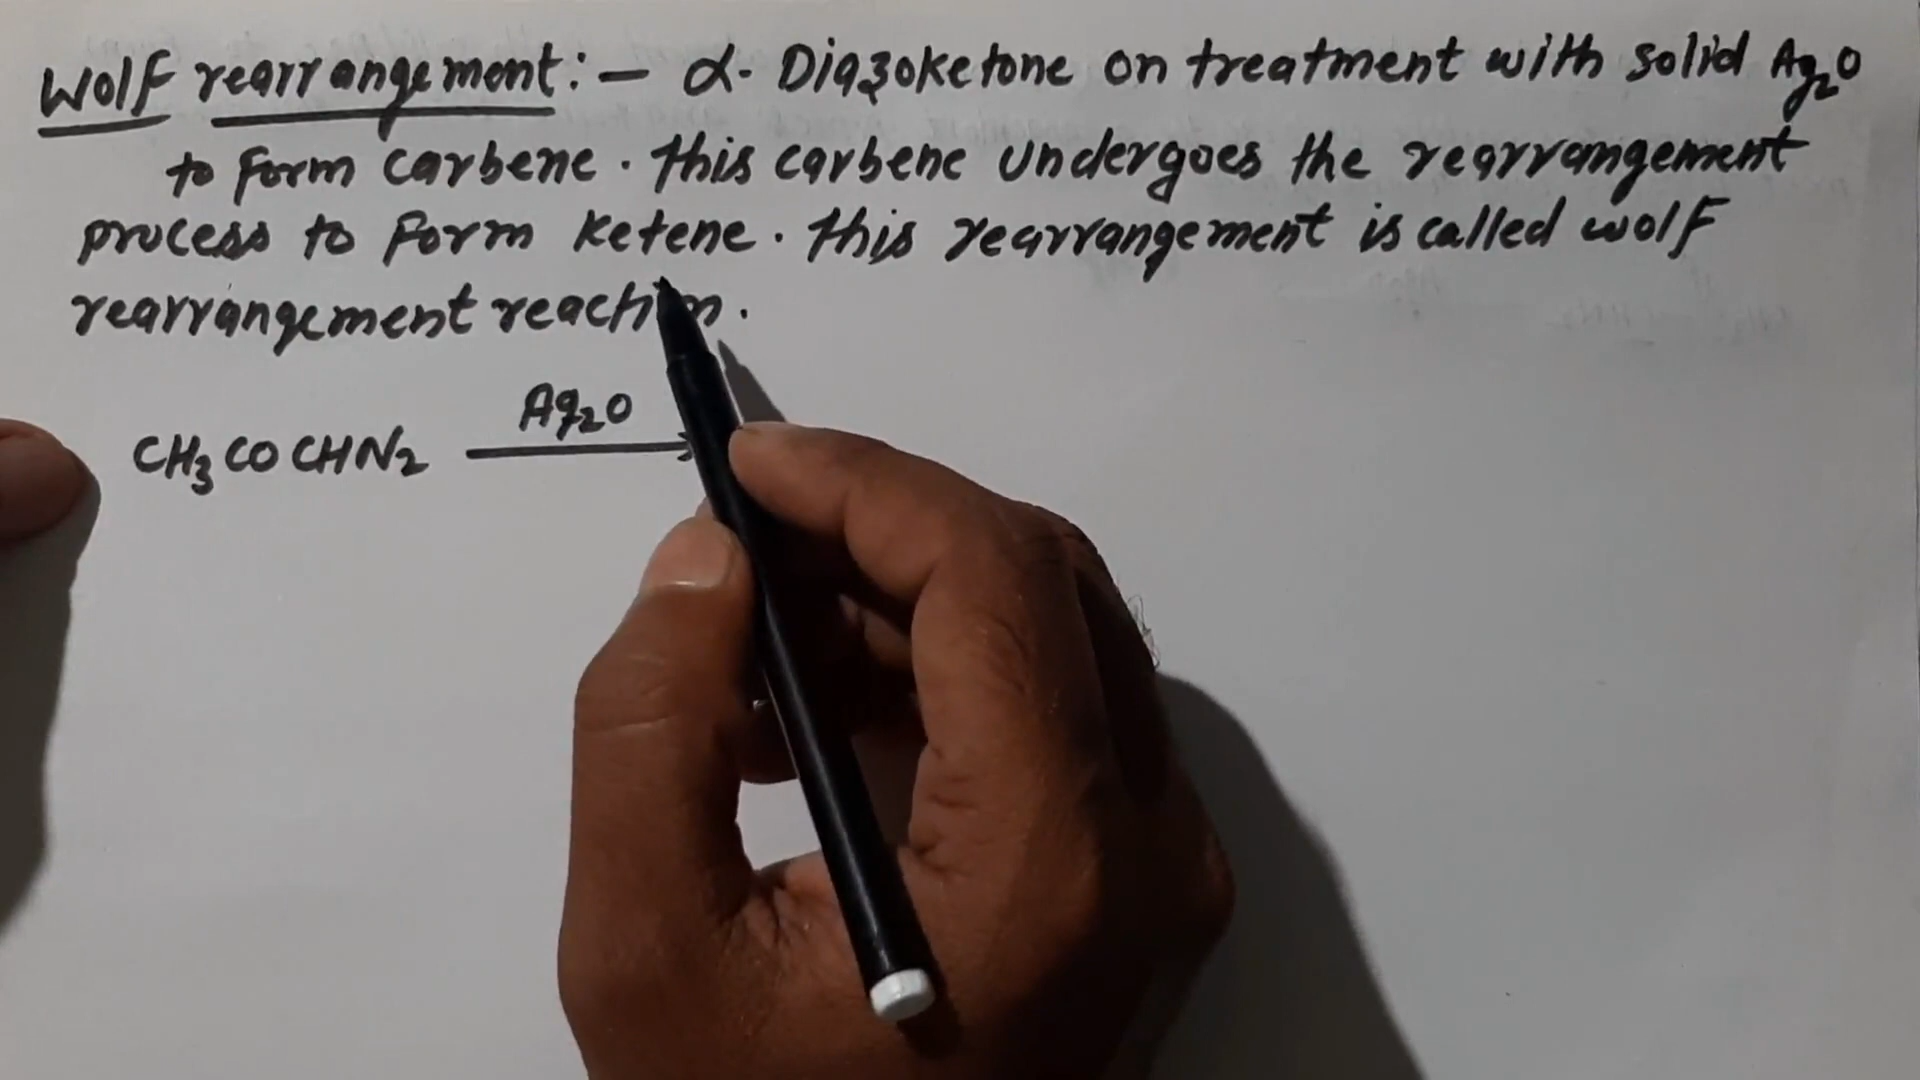 Wolf rearrangement:- α- Diazoketone on treatment with solid Ag₂O
to form carbene. this carbene undergoes the rearrangement
process to form ketene. this rearrangement is called wolf
rearrangement reaction.
Ag₂O
CH₃COCHN₂ →